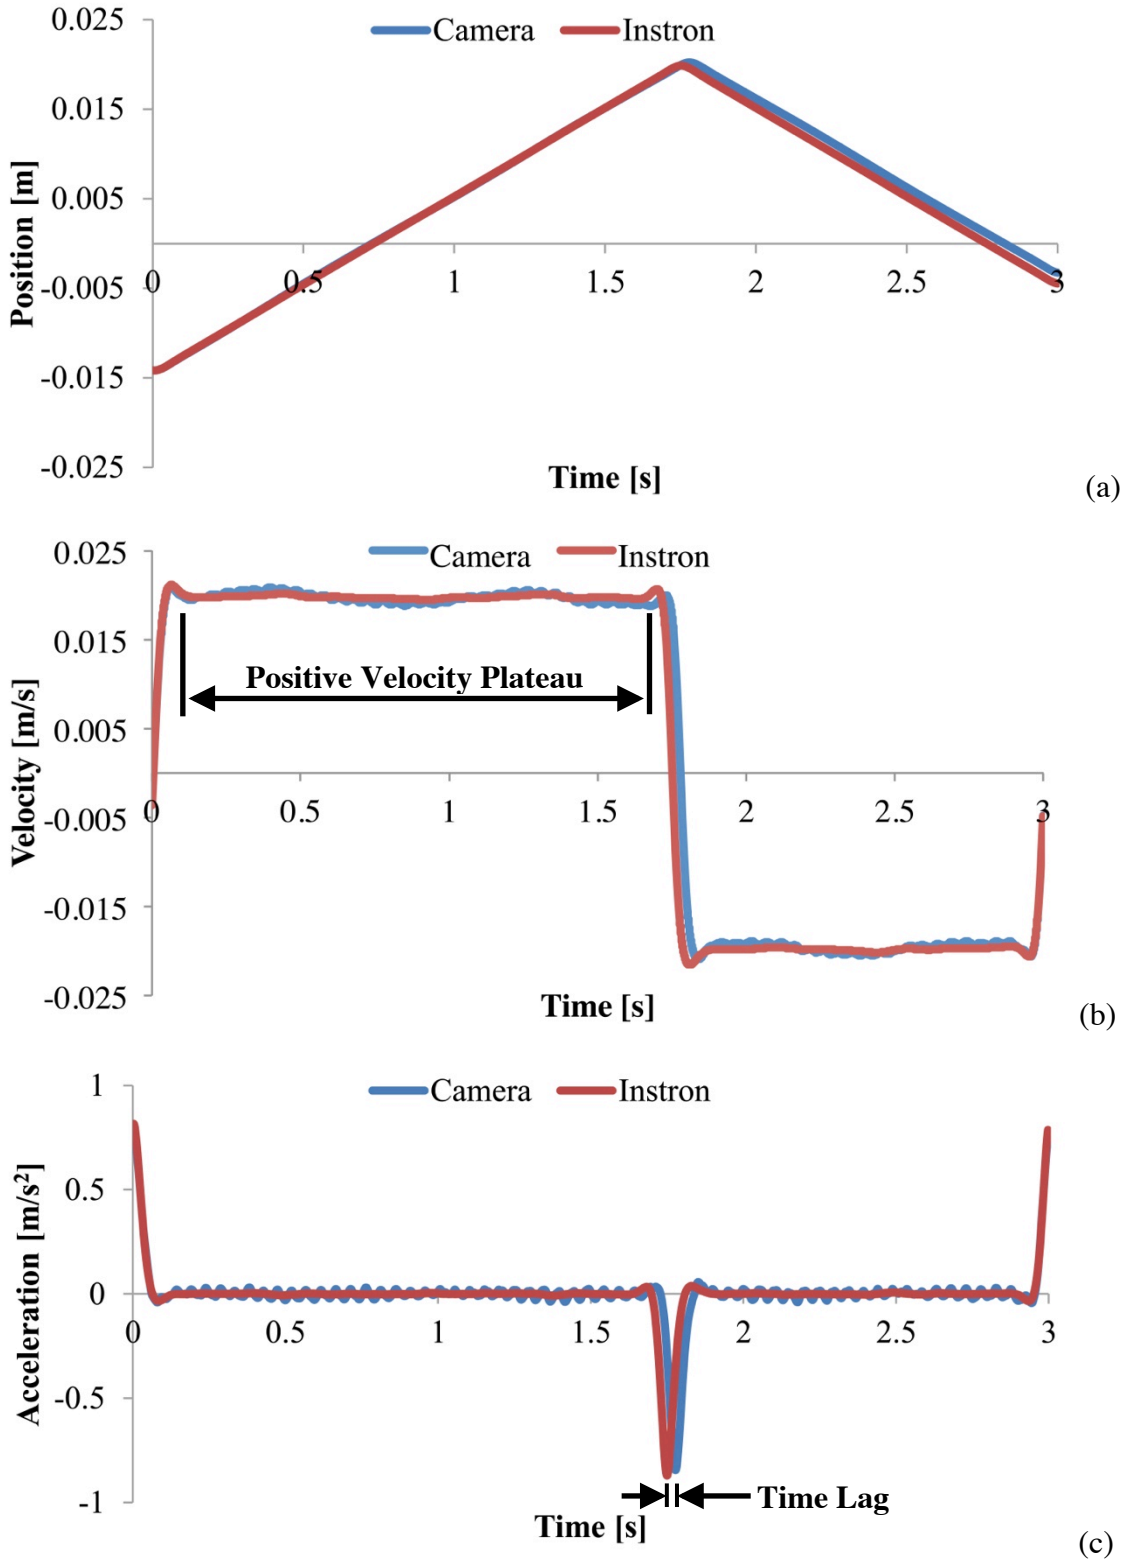 0.025
Camera Instron
0.015
0.005
Position [m]
0 0.5 1 1.5 2 2.5 3
-0.005
-0.015
-0.025
Time [s]
(a)
0.025
Camera Instron
0.015
Positive Velocity Plateau
0.005
Velocity [m/s]
0 0.5 1 1.5 2 2.5 3
-0.005
-0.015
-0.025
Time [s]
(b)
1
Camera Instron
0.5
Acceleration [m/s²]
0
0 0.5 1 1.5 2 2.5 3
-0.5
-1
Time Lag
Time [s]
(c)